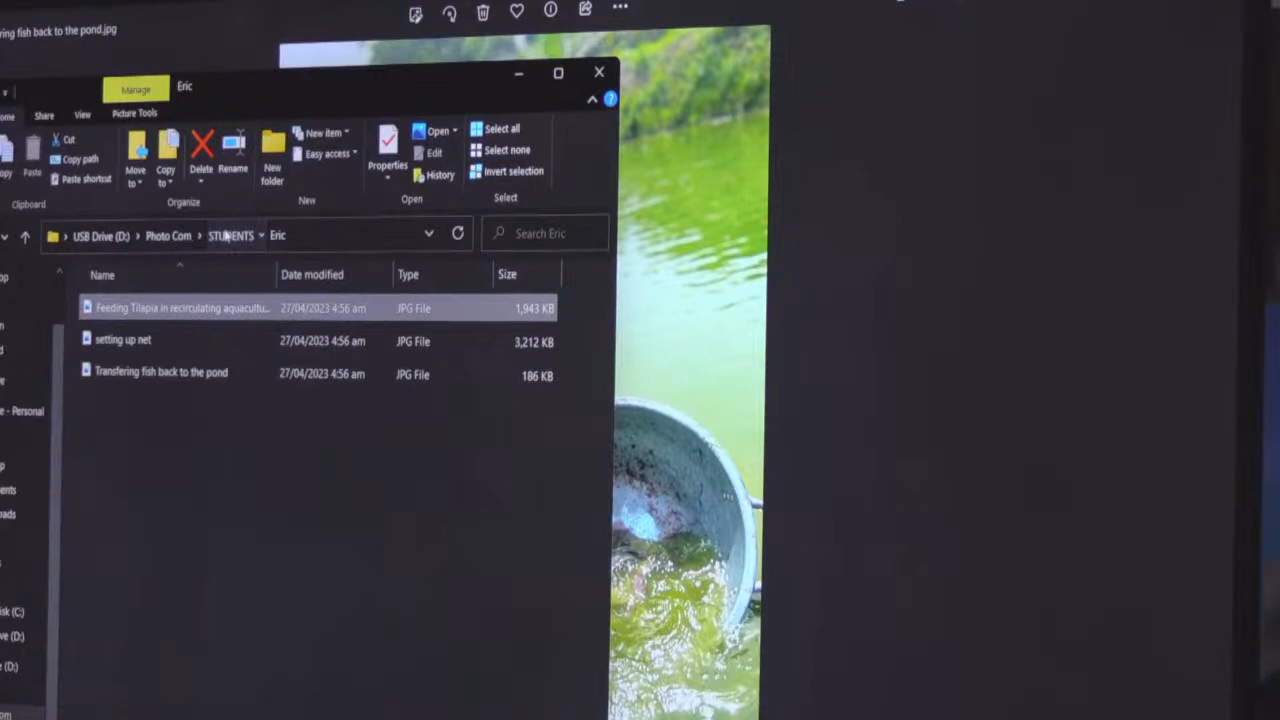 ring fish back to the pond.jpg
Manage
Eric
Share
View
Picture Tools
Cut
Copy path
Paste shortcut
Paste
Move to
Copy to
Delete
Rename
New folder
New item
Easy access
Properties
Open
Edit
History
Select all
Select none
Invert selection
Clipboard
Organize
New
Open
Select
USB Drive (D:) › Photo Com › STUDENTS Eric
Search Eric
Name Date modified Type Size
Feeding Tilapia in recirculating aquacultu... 27/04/2023 4:56 am JPG File 1,943 KB
setting up net 27/04/2023 4:56 am JPG File 3,212 KB
Transfering fish back to the pond 27/04/2023 4:56 am JPG File 186 KB
e - Personal
ents
oads
isk (C:)
ve (D:)
(D:)